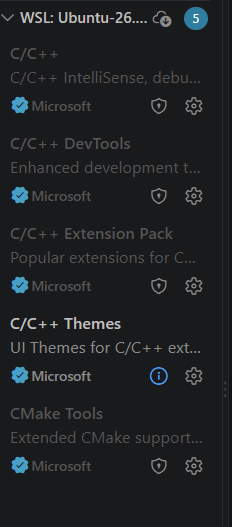 WSL: Ubuntu-26.... 5
C/C++
C/C++ IntelliSense, debu...
Microsoft
C/C++ DevTools
Enhanced development t...
Microsoft
C/C++ Extension Pack
Popular extensions for C...
Microsoft
C/C++ Themes
UI Themes for C/C++ ext...
Microsoft
CMake Tools
Extended CMake support...
Microsoft